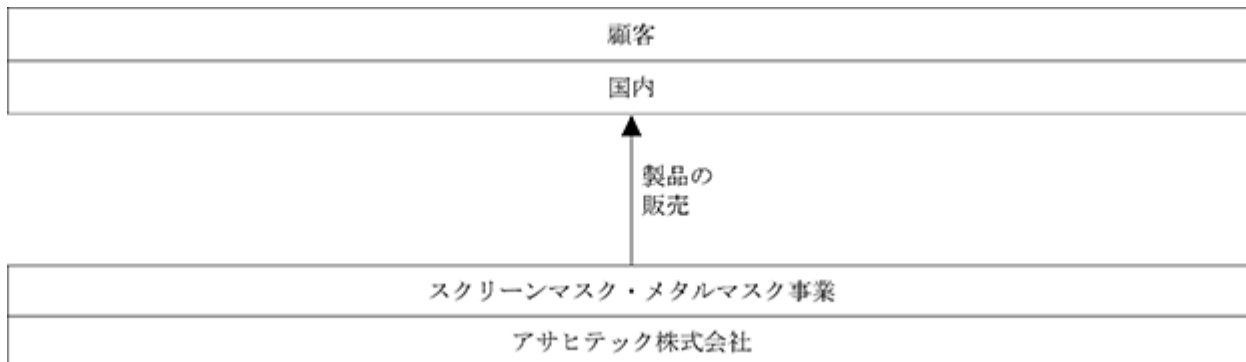 顧客
国内
製品の
販売
スクリーンマスク・メタルマスク事業
アサヒテック株式会社